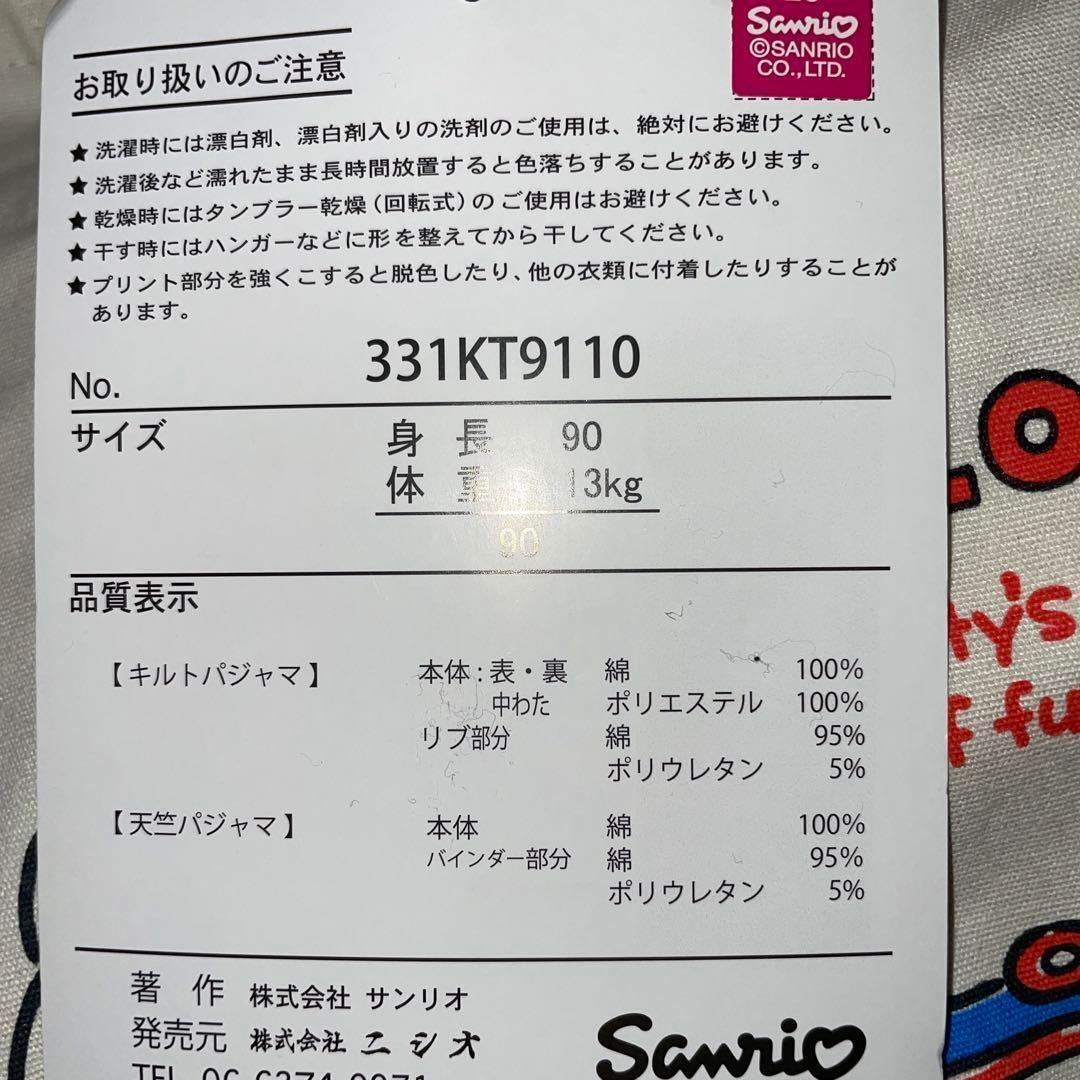 Sanrio
©SANRIO
CO.,LTD.
お取り扱いのご注意
★ 洗濯時には漂白剤、漂白剤入りの洗剤のご使用は、絶対にお避けください。
★ 洗濯後など濡れたまま長時間放置すると色落ちすることがあります。
★ 乾燥時にはタンブラー乾燥(回転式)のご使用はお避けください。
★ 干す時にはハンガーなどに形を整えてから干してください。
★ プリント部分を強くこすると脱色したり、他の衣類に付着したりすることが
あります。
No. 331KT9110
サイズ 身長 90
体重 13kg
90
品質表示
【キルトパジャマ】 本体:表・裏 綿 100%
中わた ポリエステル 100%
リブ部分 綿 95%
ポリウレタン 5%
【天竺パジャマ】 本体 綿 100%
バインダー部分 綿 95%
ポリウレタン 5%
著作 株式会社 サンリオ
発売元 株式会社 ニシオ
Sanrio